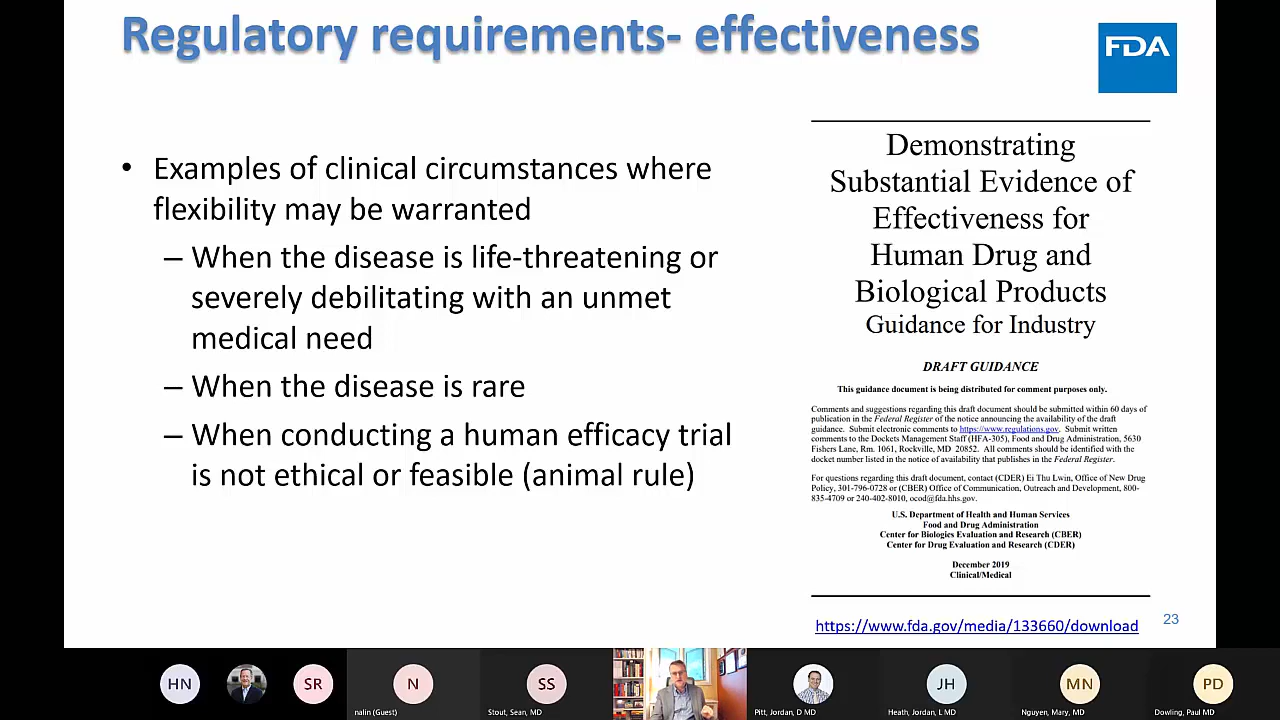 Regulatory requirements- effectiveness
FDA
• Examples of clinical circumstances where
flexibility may be warranted
– When the disease is life-threatening or
severely debilitating with an unmet
medical need
– When the disease is rare
– When conducting a human efficacy trial
is not ethical or feasible (animal rule)
Demonstrating
Substantial Evidence of
Effectiveness for
Human Drug and
Biological Products
Guidance for Industry
DRAFT GUIDANCE
This guidance document is being distributed for comment purposes only.
Comments and suggestions regarding this draft document should be submitted within 60 days of
publication in the Federal Register of the notice announcing the availability of the draft
guidance. Submit electronic comments to https://www.regulations.gov. Submit written
comments to the Dockets Management Staff (HFA-305), Food and Drug Administration, 5630
Fishers Lane, Rm. 1061, Rockville, MD 20852. All comments should be identified with the
docket number listed in the notice of availability that publishes in the Federal Register.
For questions regarding this draft document, contact (CDER) Ei Thu Lwin, Office of New Drug
Policy, 301-796-0728 or (CBER) Office of Communication, Outreach and Development, 800-
835-4709 or 240-402-8010, ocod@fda.hhs.gov.
U.S. Department of Health and Human Services
Food and Drug Administration
Center for Biologics Evaluation and Research (CBER)
Center for Drug Evaluation and Research (CDER)
December 2019
Clinical/Medical
https://www.fda.gov/media/133660/download
23
HN
SR
N
nalin (Guest)
SS
Stout, Sean, MD
Pitt, Jordan, D MD
JH
Heath, Jordan, L MD
MN
Nguyen, Mary, MD
PD
Dowling, Paul MD